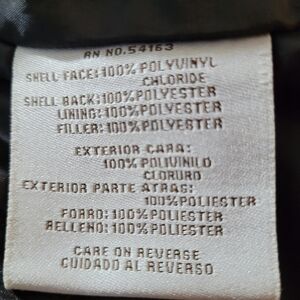 RN NO.54163
SHELL FACE:100%POLYVINYL
CHLORIDE
SHELL BACK:100%POLYESTER
LINING:100%POLYESTER
FILLER:100%POLYESTER
EXTERIOR CARA:
100%POLIVINILO
CLORURO
EXTERIOR PARTE ATRAS:
100%POLIESTER
FORRO:100%POLIESTER
RELLENO:100%POLIESTER
CARE ON REVERSE
CUIDADO AL REVERSO